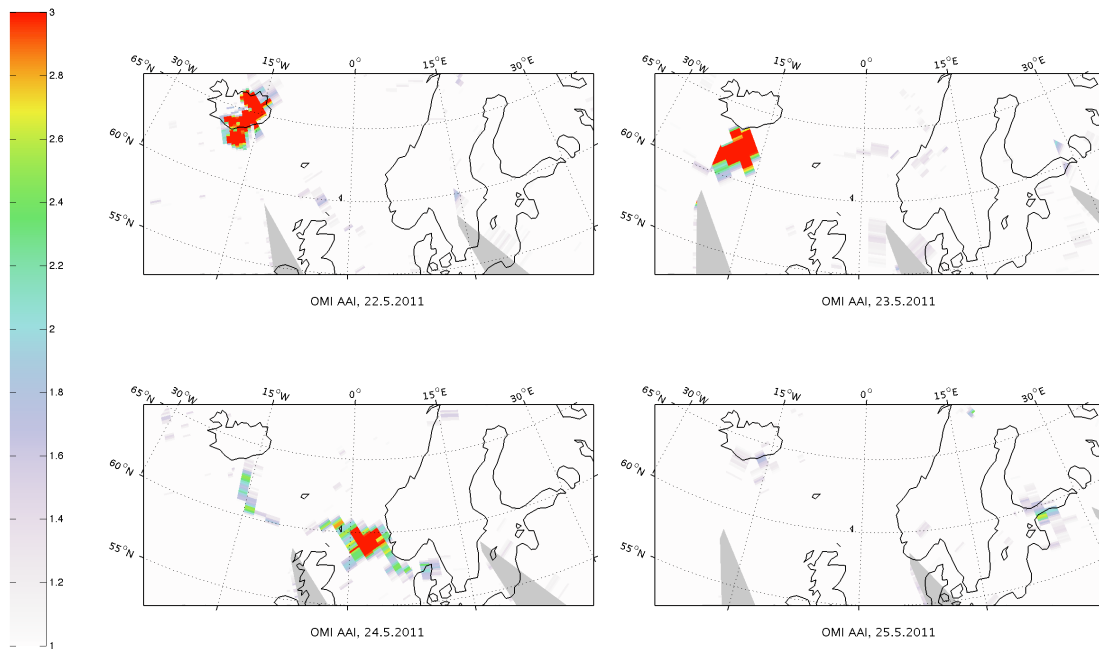 3
2.8
2.6
2.4
2.2
2
1.8
1.6
1.4
1.2
1
65°N 30°W 15°W 0° 15°E 30°E
60°N
55°N
OMI AAI, 22.5.2011
65°N 30°W 15°W 0° 15°E 30°E
60°N
55°N
OMI AAI, 23.5.2011
65°N 30°W 15°W 0° 15°E 30°E
60°N
55°N
OMI AAI, 24.5.2011
65°N 30°W 15°W 0° 15°E 30°E
60°N
55°N
OMI AAI, 25.5.2011